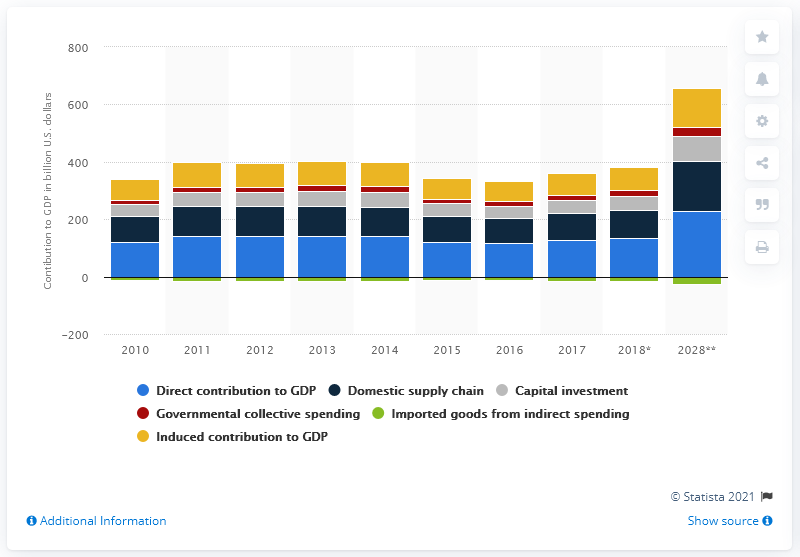 800
600
400
200
0
−200
Contribution to GDP in billion U.S. dollars
2010 2011 2012 2013 2014 2015 2016 2017 2018* 2028**
Direct contribution to GDP Domestic supply chain Capital investment
Governmental collective spending Imported goods from indirect spending
Induced contribution to GDP
© Statista 2021
Additional Information Show source